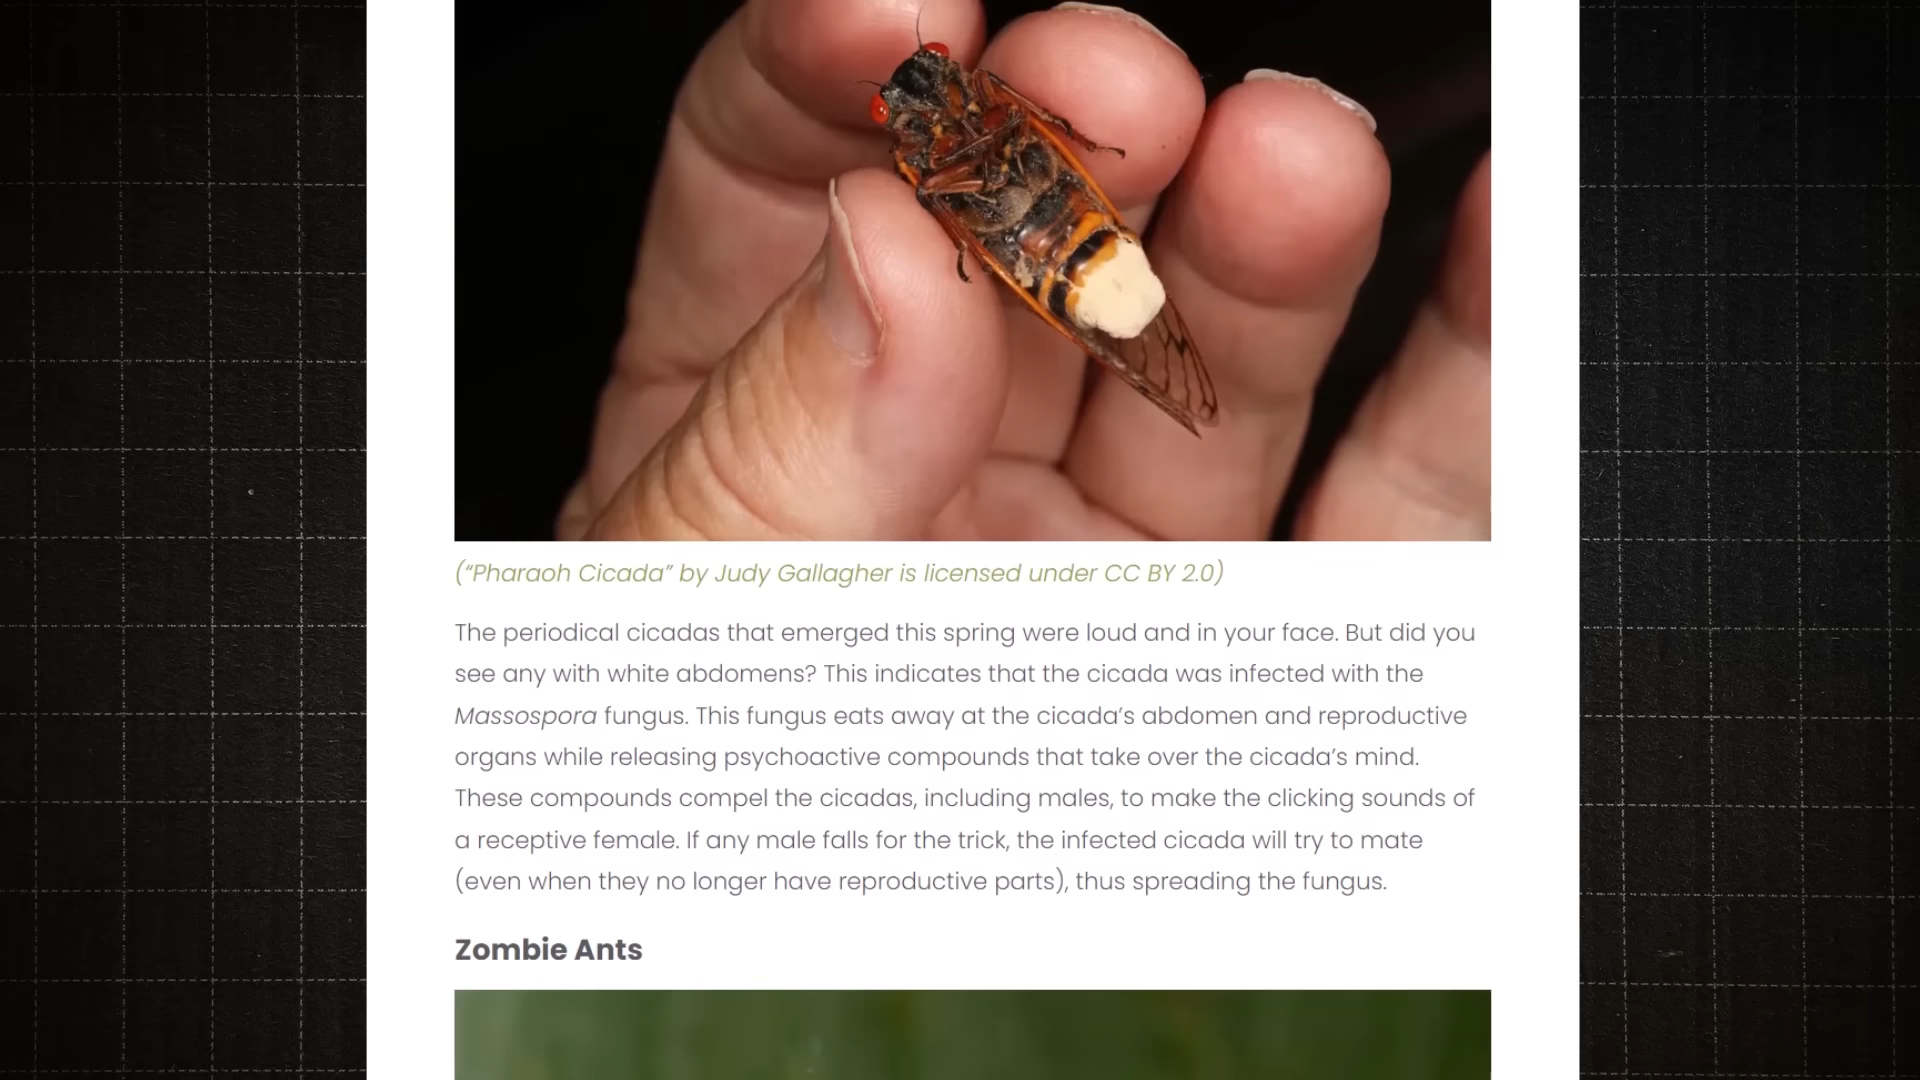 (“Pharaoh Cicada” by Judy Gallagher is licensed under CC BY 2.0)
The periodical cicadas that emerged this spring were loud and in your face. But did you
see any with white abdomens? This indicates that the cicada was infected with the
Massospora fungus. This fungus eats away at the cicada’s abdomen and reproductive
organs while releasing psychoactive compounds that take over the cicada’s mind.
These compounds compel the cicadas, including males, to make the clicking sounds of
a receptive female. If any male falls for the trick, the infected cicada will try to mate
(even when they no longer have reproductive parts), thus spreading the fungus.
Zombie Ants